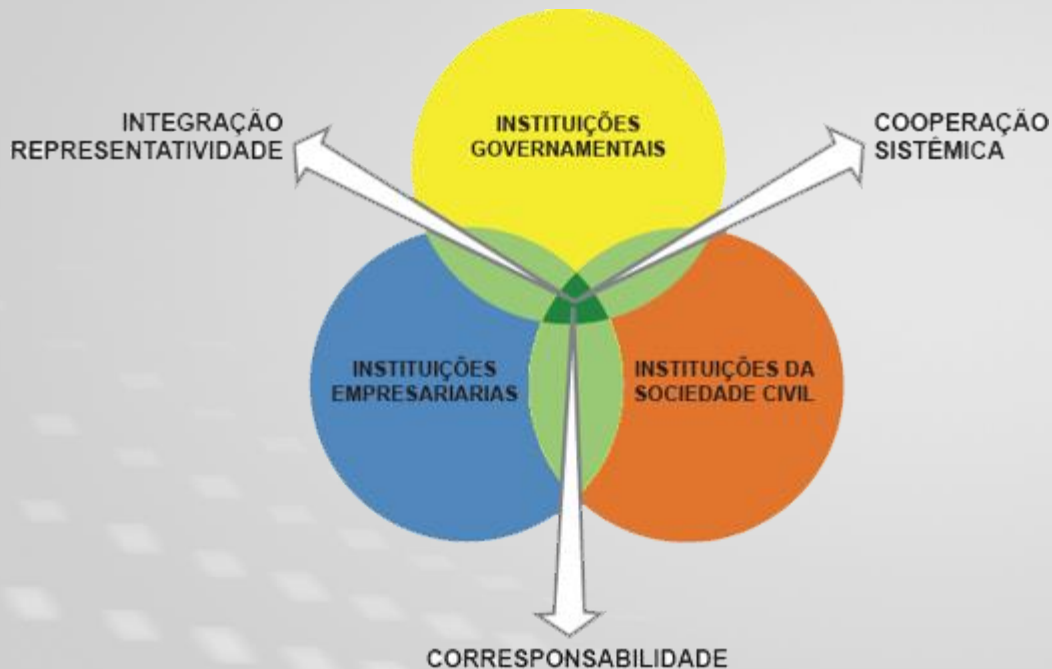 INTEGRAÇÃO
REPRESENTATIVIDADE
INSTITUIÇÕES
GOVERNAMENTAIS
COOPERAÇÃO
SISTÊMICA
INSTITUIÇÕES
EMPRESARIARIAS
INSTITUIÇÕES DA
SOCIEDADE CIVIL
CORRESPONSABILIDADE